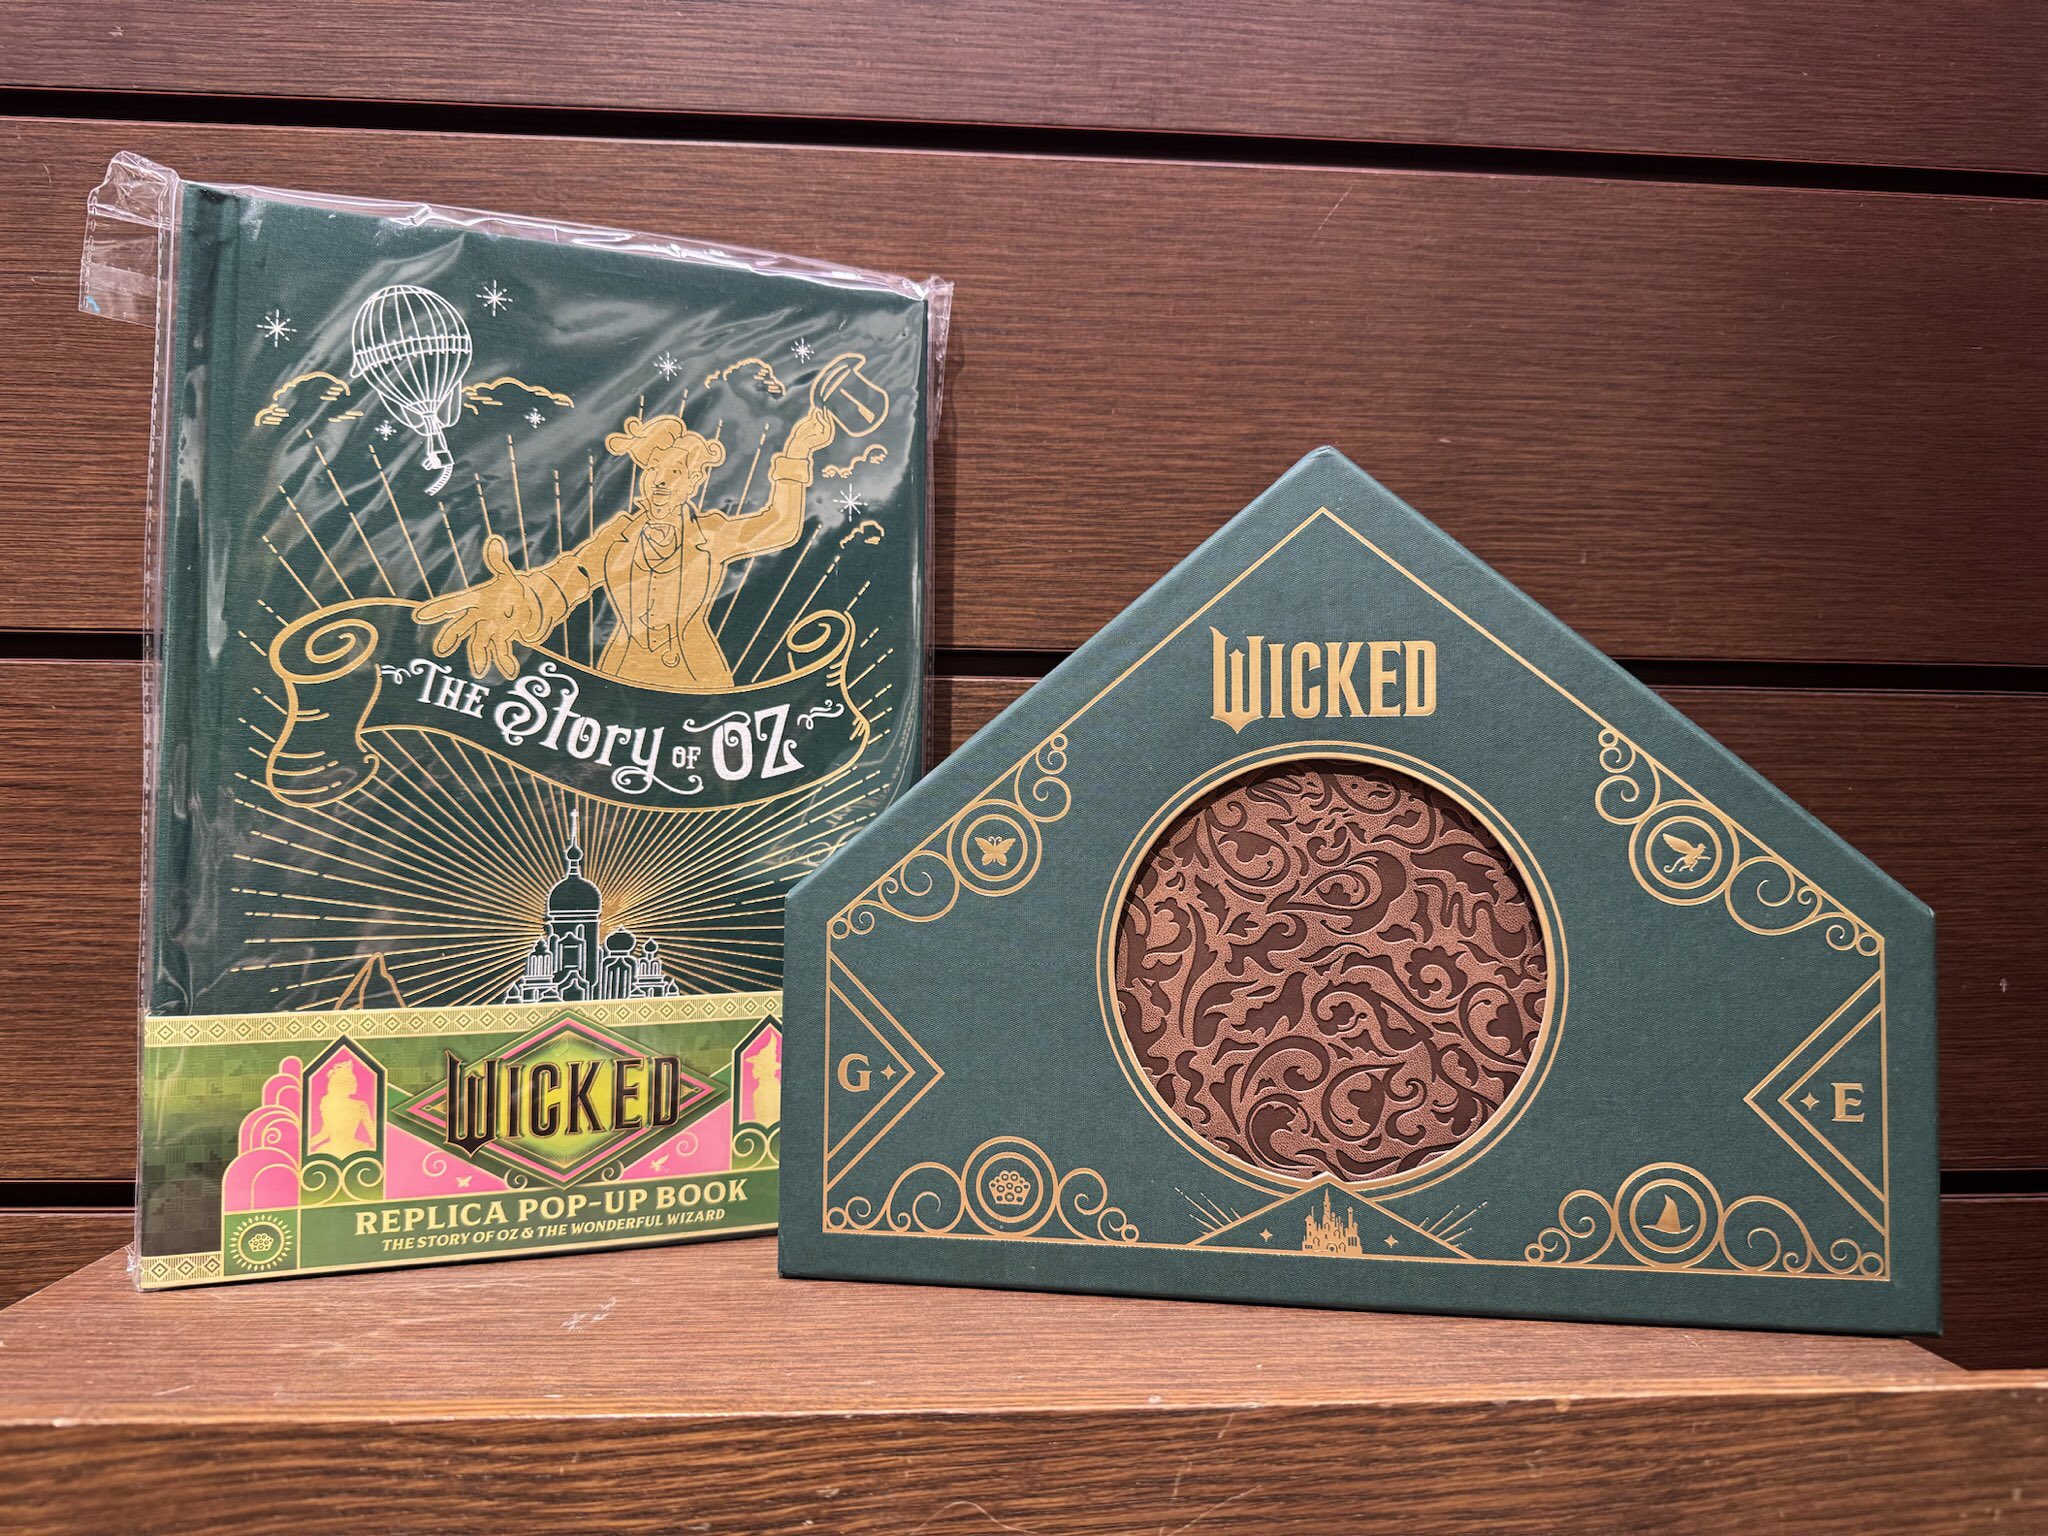 The Story of OZ
WICKED
REPLICA POP-UP BOOK
THE STORY OF OZ & THE WONDERFUL WIZARD
WICKED
G
E